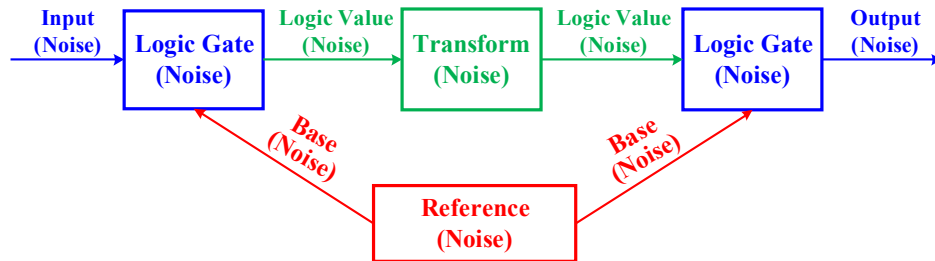 Input
(Noise)
Logic Gate
(Noise)
Logic Value
(Noise)
Transform
(Noise)
Logic Value
(Noise)
Logic Gate
(Noise)
Output
(Noise)
Base
(Noise)
Base
(Noise)
Reference
(Noise)